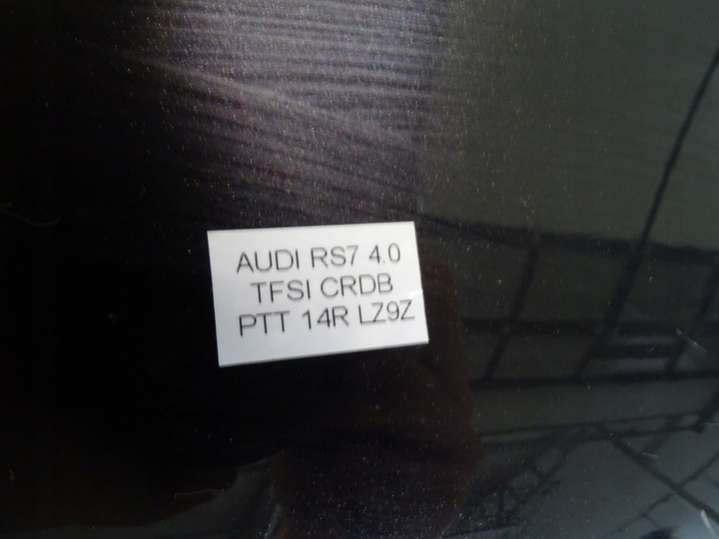 AUDI RS7 4.0
TFSI CRDB
PTT 14R LZ9Z